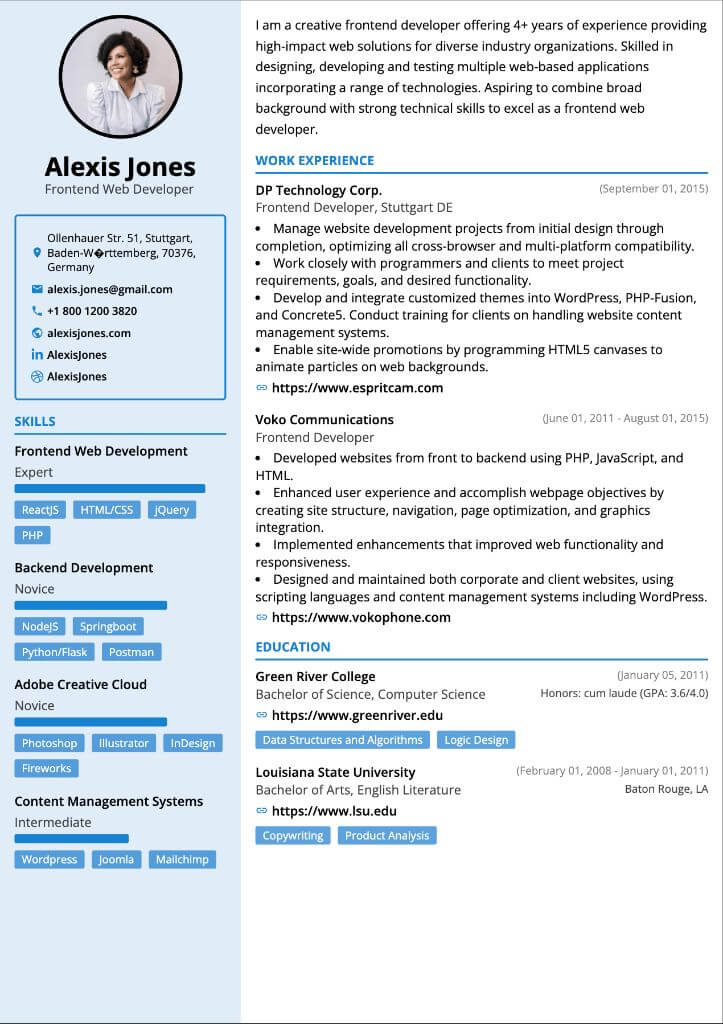 Alexis Jones
Frontend Web Developer
Ollenhauer Str. 51, Stuttgart,
Baden-W�rttemberg, 70376,
Germany
alexis.jones@gmail.com
+1 800 1200 3820
alexisjones.com
AlexisJones
AlexisJones
SKILLS
Frontend Web Development
Expert
ReactJS HTML/CSS jQuery
PHP
Backend Development
Novice
NodeJS Springboot
Python/Flask Postman
Adobe Creative Cloud
Novice
Photoshop Illustrator InDesign
Fireworks
Content Management Systems
Intermediate
Wordpress Joomla Mailchimp
I am a creative frontend developer offering 4+ years of experience providing
high-impact web solutions for diverse industry organizations. Skilled in
designing, developing and testing multiple web-based applications
incorporating a range of technologies. Aspiring to combine broad
background with strong technical skills to excel as a frontend web
developer.
WORK EXPERIENCE
DP Technology Corp. (September 01, 2015)
Frontend Developer, Stuttgart DE
• Manage website development projects from initial design through
completion, optimizing all cross-browser and multi-platform compatibility.
• Work closely with programmers and clients to meet project
requirements, goals, and desired functionality.
• Develop and integrate customized themes into WordPress, PHP-Fusion,
and Concrete5. Conduct training for clients on handling website content
management systems.
• Enable site-wide promotions by programming HTML5 canvases to
animate particles on web backgrounds.
https://www.espritcam.com
Voko Communications (June 01, 2011 - August 01, 2015)
Frontend Developer
• Developed websites from front to backend using PHP, JavaScript, and
HTML.
• Enhanced user experience and accomplish webpage objectives by
creating site structure, navigation, page optimization, and graphics
integration.
• Implemented enhancements that improved web functionality and
responsiveness.
• Designed and maintained both corporate and client websites, using
scripting languages and content management systems including WordPress.
https://www.vokophone.com
EDUCATION
Green River College (January 05, 2011)
Bachelor of Science, Computer Science Honors: cum laude (GPA: 3.6/4.0)
https://www.greenriver.edu
Data Structures and Algorithms Logic Design
Louisiana State University (February 01, 2008 - January 01, 2011)
Bachelor of Arts, English Literature Baton Rouge, LA
https://www.lsu.edu
Copywriting Product Analysis